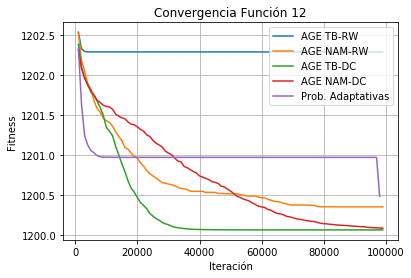 Convergencia Función 12
1202.5
1202.0
1201.5
1201.0
1200.5
1200.0
Fitness
AGE TB-RW
AGE NAM-RW
AGE TB-DC
AGE NAM-DC
Prob. Adaptativas
0
20000
40000
60000
80000
100000
Iteración